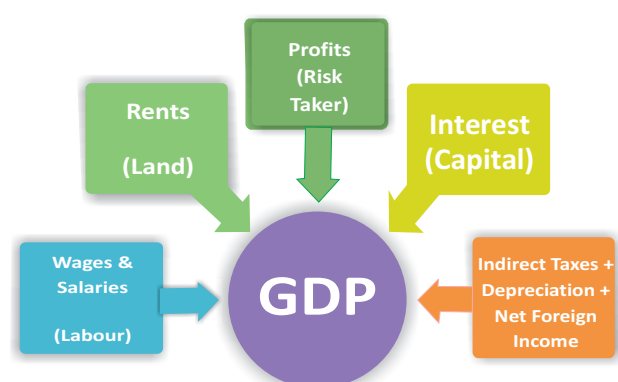 Profits
(Risk
Taker)
Rents
(Land)
Interest
(Capital)
Wages &
Salaries
(Labour)
GDP
Indirect Taxes +
Depreciation +
Net Foreign
Income